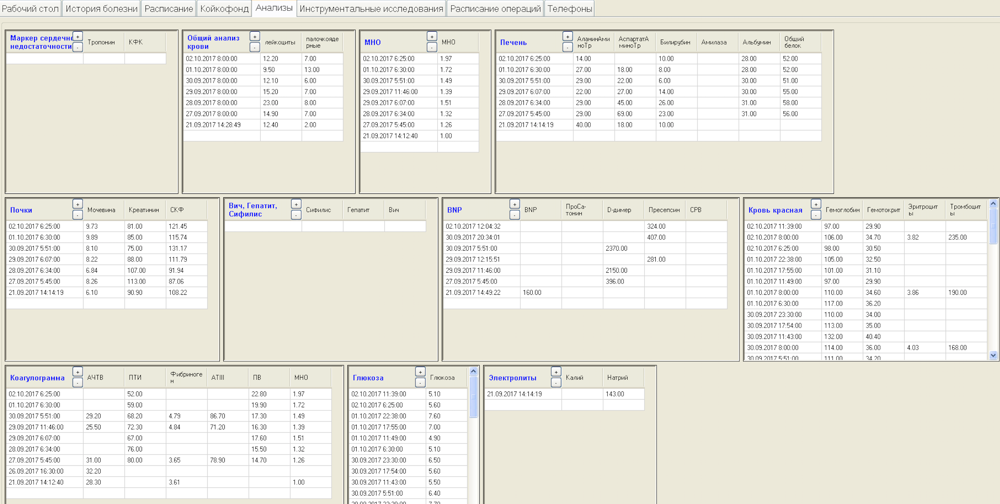 Рабочий стол История болезни Расписание Койкофонд Анализы Инструментальные исследования Расписание операций Телефоны
Маркер сердечно недостаточности + - Тропонин КФК
Общий анализ крови + - лейкоциты палочкоядерные
02.10.2017 8:00:00 12.20 7.00
01.10.2017 8:00:00 9.50 13.00
30.09.2017 8:00:00 12.10 6.00
29.09.2017 8:00:00 15.20 7.00
28.09.2017 8:00:00 23.00 8.00
27.09.2017 8:00:00 14.90 7.00
21.09.2017 14:28:49 12.40 2.00
МНО + - МНО
02.10.2017 6:25:00 1.97
01.10.2017 6:30:00 1.72
30.09.2017 5:51:00 1.49
29.09.2017 11:46:00 1.39
29.09.2017 6:07:00 1.51
28.09.2017 6:34:00 1.32
27.09.2017 5:45:00 1.26
21.09.2017 14:12:40 1.00
Печень + - АланинАминоТр АспартатАминоТр Билирубин Амилаза Альбумин Общий белок
02.10.2017 6:25:00 14.00 10.00 28.00 52.00
01.10.2017 6:30:00 27.00 18.00 8.00 28.00 52.00
30.09.2017 5:51:00 29.00 22.00 6.00 30.00 51.00
29.09.2017 6:07:00 22.00 27.00 14.00 30.00 55.00
28.09.2017 6:34:00 29.00 45.00 26.00 31.00 58.00
27.09.2017 5:45:00 29.00 69.00 23.00 31.00 56.00
21.09.2017 14:14:19 40.00 18.00 10.00
Почки + - Мочевина Креатинин СКФ
02.10.2017 6:25:00 9.73 81.00 121.45
01.10.2017 6:30:00 9.89 85.00 115.74
30.09.2017 5:51:00 8.10 75.00 131.17
29.09.2017 6:07:00 8.22 88.00 111.79
28.09.2017 6:34:00 6.84 107.00 91.94
27.09.2017 5:45:00 8.26 113.00 87.06
21.09.2017 14:14:19 6.10 90.90 108.22
Вич, Гепатит, Сифилис + - Сифилис Гепатит Вич
BNP + - BNP ПроСа-тонин D-димер Пресепсин СРВ
02.10.2017 12:04:32 324.00
30.09.2017 20:34:01 407.00
30.09.2017 5:51:00 2370.00
29.09.2017 12:15:51 281.00
29.09.2017 11:46:00 2150.00
27.09.2017 5:45:00 396.00
21.09.2017 14:49:22 160.00
Кровь красная + - Гемоглобин Гемотокрит Эритроциты Тромбоциты
02.10.2017 11:39:00 97.00 29.90
02.10.2017 8:00:00 106.00 34.70 3.82 235.00
02.10.2017 6:25:00 98.00 30.50
01.10.2017 22:38:00 105.00 32.50
01.10.2017 17:55:00 101.00 31.10
01.10.2017 11:49:00 97.00 29.90
01.10.2017 8:00:00 110.00 34.60 3.86 190.00
01.10.2017 6:30:00 117.00 36.20
30.09.2017 23:30:00 110.00 34.00
30.09.2017 17:54:00 113.00 35.00
30.09.2017 11:43:00 132.00 40.40
30.09.2017 8:00:00 114.00 36.00 4.03 168.00
30.09.2017 5:51:00 111.00 34.20
Коагулограмма + - АЧТВ ПТИ Фибриноген АТIII ПВ МНО
02.10.2017 6:25:00 52.00 22.80 1.97
01.10.2017 6:30:00 59.00 19.90 1.72
30.09.2017 5:51:00 29.20 68.20 4.79 86.70 17.30 1.49
29.09.2017 11:46:00 25.50 72.30 4.84 71.20 16.30 1.39
29.09.2017 6:07:00 67.00 17.60 1.51
28.09.2017 6:34:00 76.00 15.50 1.32
27.09.2017 5:45:00 31.00 80.00 3.65 78.90 14.70 1.26
26.09.2017 16:30:00 32.20
21.09.2017 14:12:40 28.30 3.61 1.00
Глюкоза + - Глюкоза
02.10.2017 11:39:00 5.10
02.10.2017 6:25:00 5.60
01.10.2017 22:38:00 7.60
01.10.2017 17:55:00 7.00
01.10.2017 11:49:00 4.90
01.10.2017 6:30:00 5.10
30.09.2017 23:30:00 6.50
30.09.2017 17:54:00 5.60
30.09.2017 11:43:00 5.50
30.09.2017 5:51:00 6.40
Электролиты + - Калий Натрий
21.09.2017 14:14:19 143.00